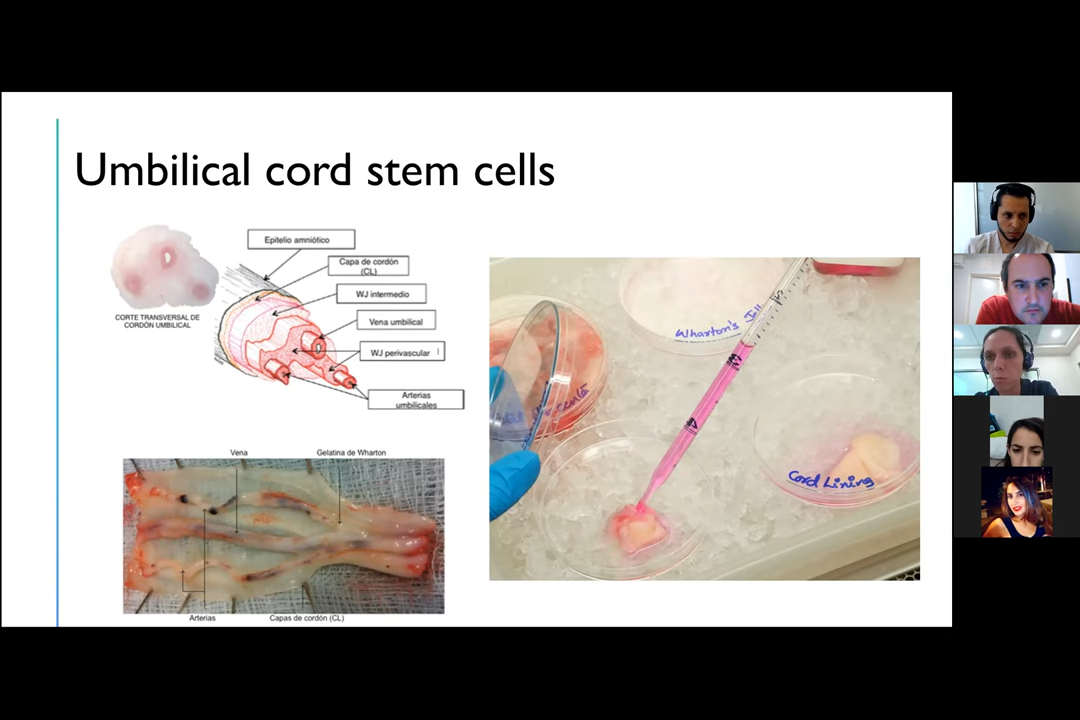 Umbilical cord stem cells
Epitelio amniótico
Capa de cordón
(CL)
WJ intermedio
CORTE TRANSVERSAL DE
CORDÓN UMBILICAL
Vena umbilical
WJ perivascular
Arterias
umbilicales
Vena
Gelatina de Wharton
Arterias
Capas de cordón (CL)
Wharton's
Cord Lining